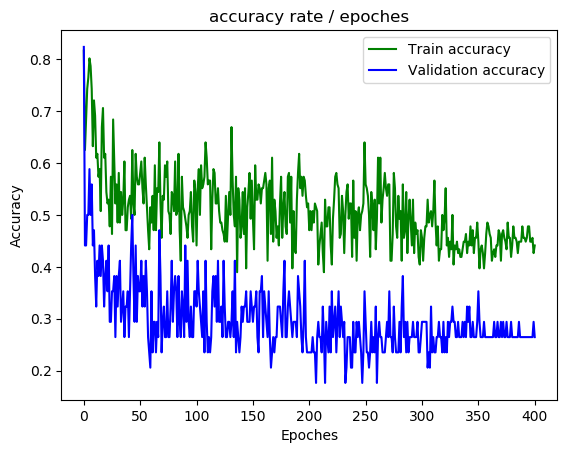 accuracy rate / epoches
Train accuracy
Validation accuracy
Accuracy
0.8
0.7
0.6
0.5
0.4
0.3
0.2
0 50 100 150 200 250 300 350 400
Epoches